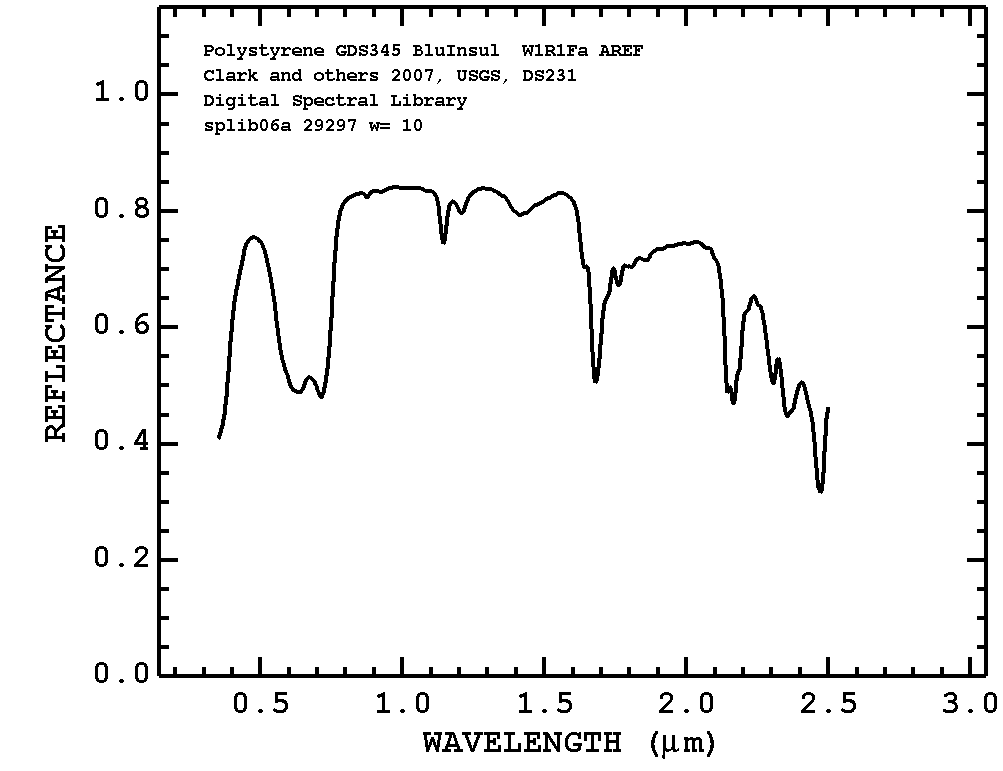 Polystyrene GDS345 BluInsul  W1R1Fa AREF
Clark and others 2007, USGS, DS231
Digital Spectral Library
splib06a 29297 w= 10
REFLECTANCE
1.0
0.8
0.6
0.4
0.2
0.0
0.5 1.0 1.5 2.0 2.5 3.0
WAVELENGTH (μm)